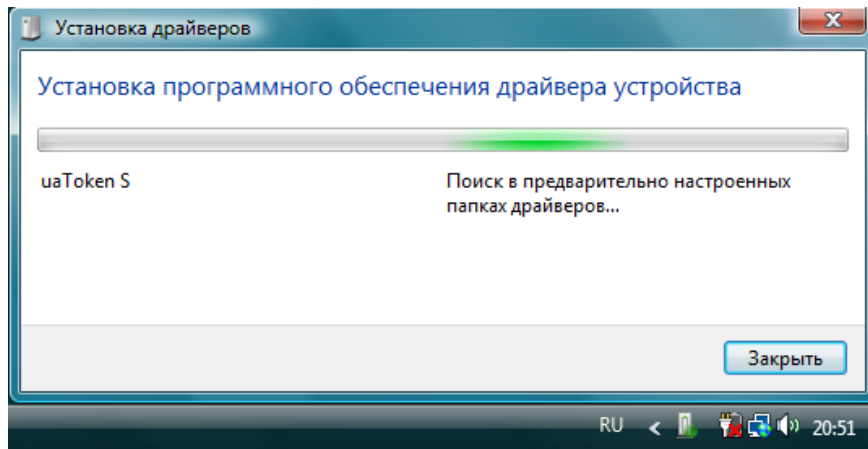 Установка драйверов
Установка программного обеспечения драйвера устройства
uaToken S
Поиск в предварительно настроенных
папках драйверов...
Закрыть
RU
20:51